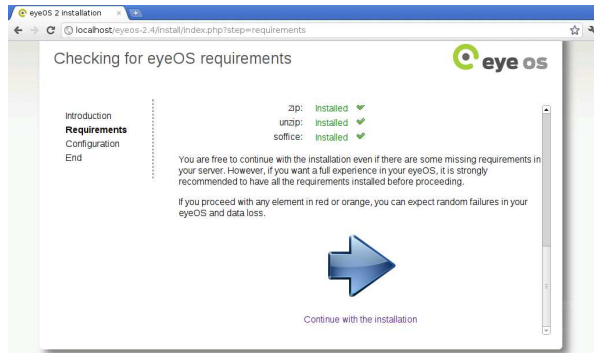 eyeOS 2 installation
localhost/eyeos-2.4/install/index.php?step=requirements
Checking for eyeOS requirements
eye os
Introduction
Requirements
Configuration
End
zip: Installed
unzip: Installed
soffice: Installed
You are free to continue with the installation even if there are some missing requirements in
your server. However, if you want a full experience in your eyeOS, it is strongly
recommended to have all the requirements installed before proceeding.
If you proceed with any element in red or orange, you can expect random failures in your
eyeOS and data loss.
Continue with the installation